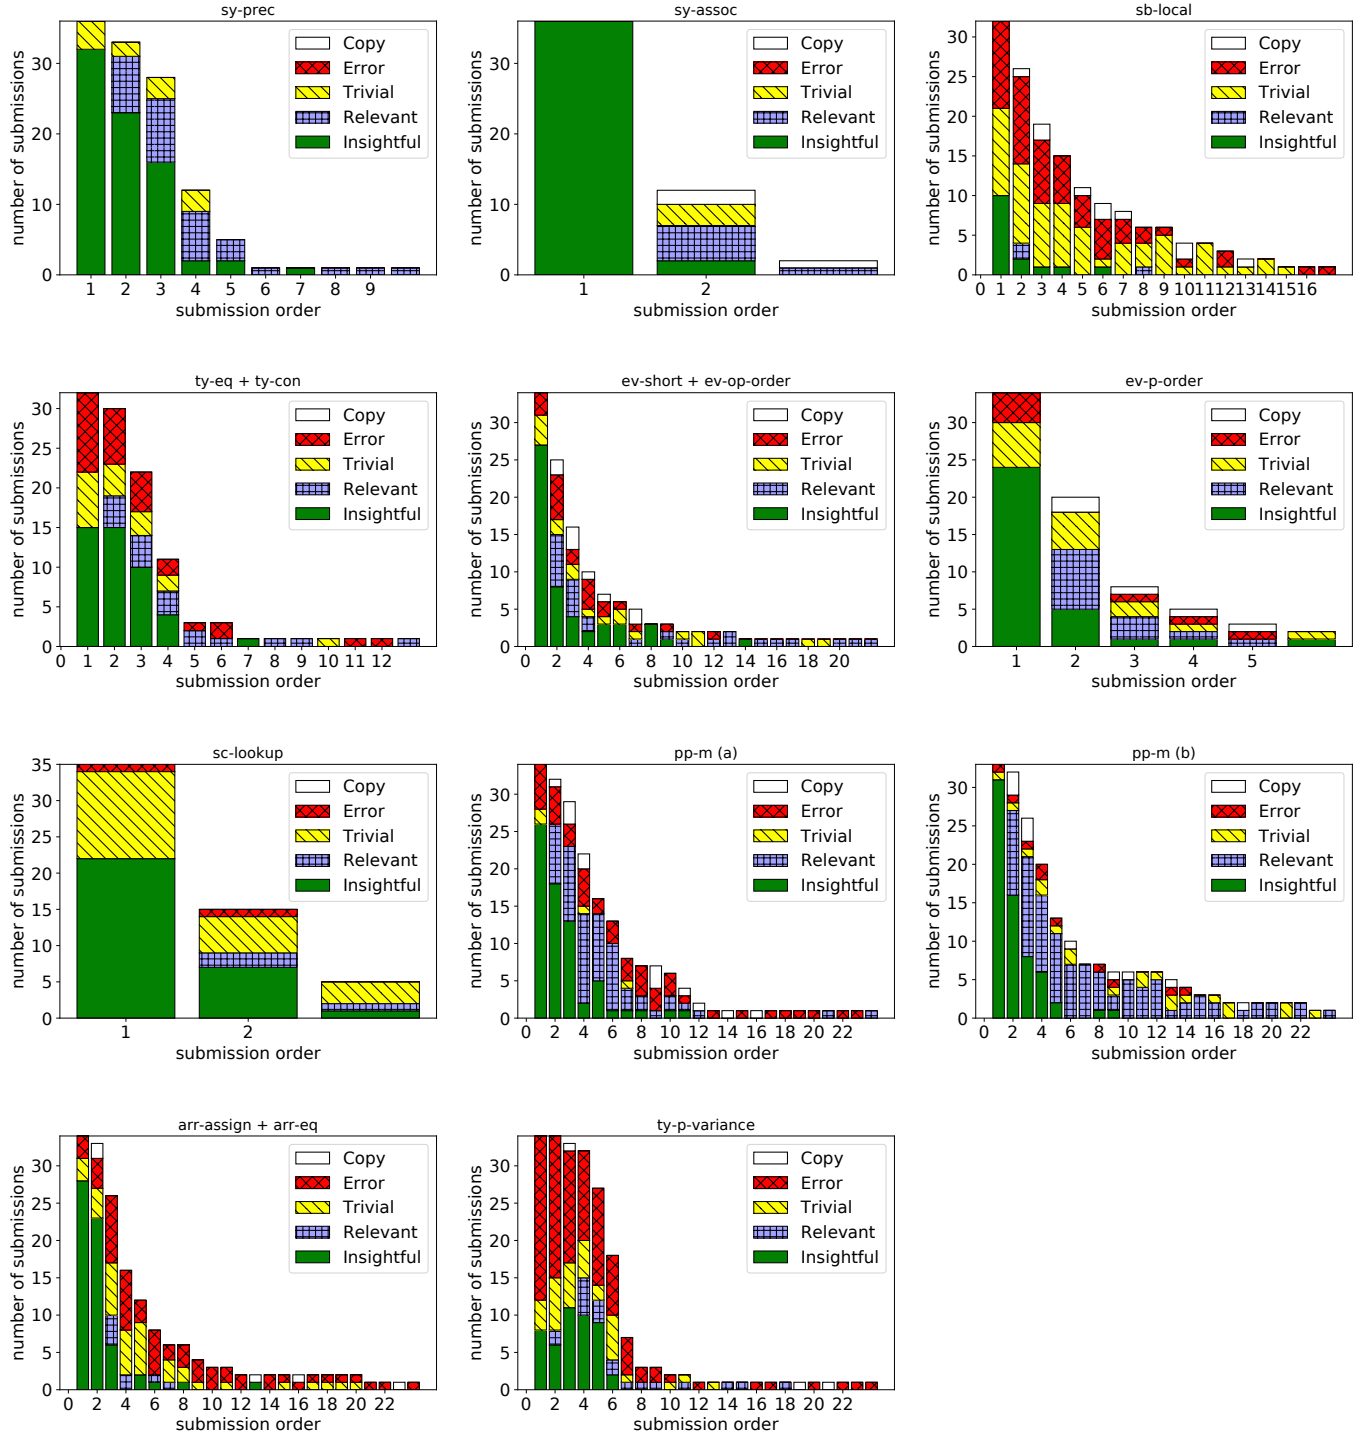 sy-prec
number of submissions
30
20
10
0
Copy
Error
Trivial
Relevant
Insightful
1 2 3 4 5 6 7 8 9
submission order
sy-assoc
number of submissions
30
20
10
0
Copy
Error
Trivial
Relevant
Insightful
1 2
submission order
sb-local
number of submissions
30
25
20
15
10
5
0
Copy
Error
Trivial
Relevant
Insightful
0 1 2 3 4 5 6 7 8 9 10 11 12 13 14 15 16
submission order
ty-eq + ty-con
number of submissions
30
25
20
15
10
5
0
Copy
Error
Trivial
Relevant
Insightful
0 1 2 3 4 5 6 7 8 9 10 11 12
submission order
ev-short + ev-op-order
number of submissions
30
25
20
15
10
5
0
Copy
Error
Trivial
Relevant
Insightful
0 2 4 6 8 10 12 14 16 18 20
submission order
ev-p-order
number of submissions
30
25
20
15
10
5
0
Copy
Error
Trivial
Relevant
Insightful
1 2 3 4 5
submission order
sc-lookup
number of submissions
35
30
25
20
15
10
5
0
Copy
Error
Trivial
Relevant
Insightful
1 2
submission order
pp-m (a)
number of submissions
30
25
20
15
10
5
0
Copy
Error
Trivial
Relevant
Insightful
0 2 4 6 8 10 12 14 16 18 20 22
submission order
pp-m (b)
number of submissions
30
25
20
15
10
5
0
Copy
Error
Trivial
Relevant
Insightful
0 2 4 6 8 10 12 14 16 18 20 22
submission order
arr-assign + arr-eq
number of submissions
30
25
20
15
10
5
0
Copy
Error
Trivial
Relevant
Insightful
0 2 4 6 8 10 12 14 16 18 20 22
submission order
ty-p-variance
number of submissions
30
25
20
15
10
5
0
Copy
Error
Trivial
Relevant
Insightful
0 2 4 6 8 10 12 14 16 18 20 22
submission order